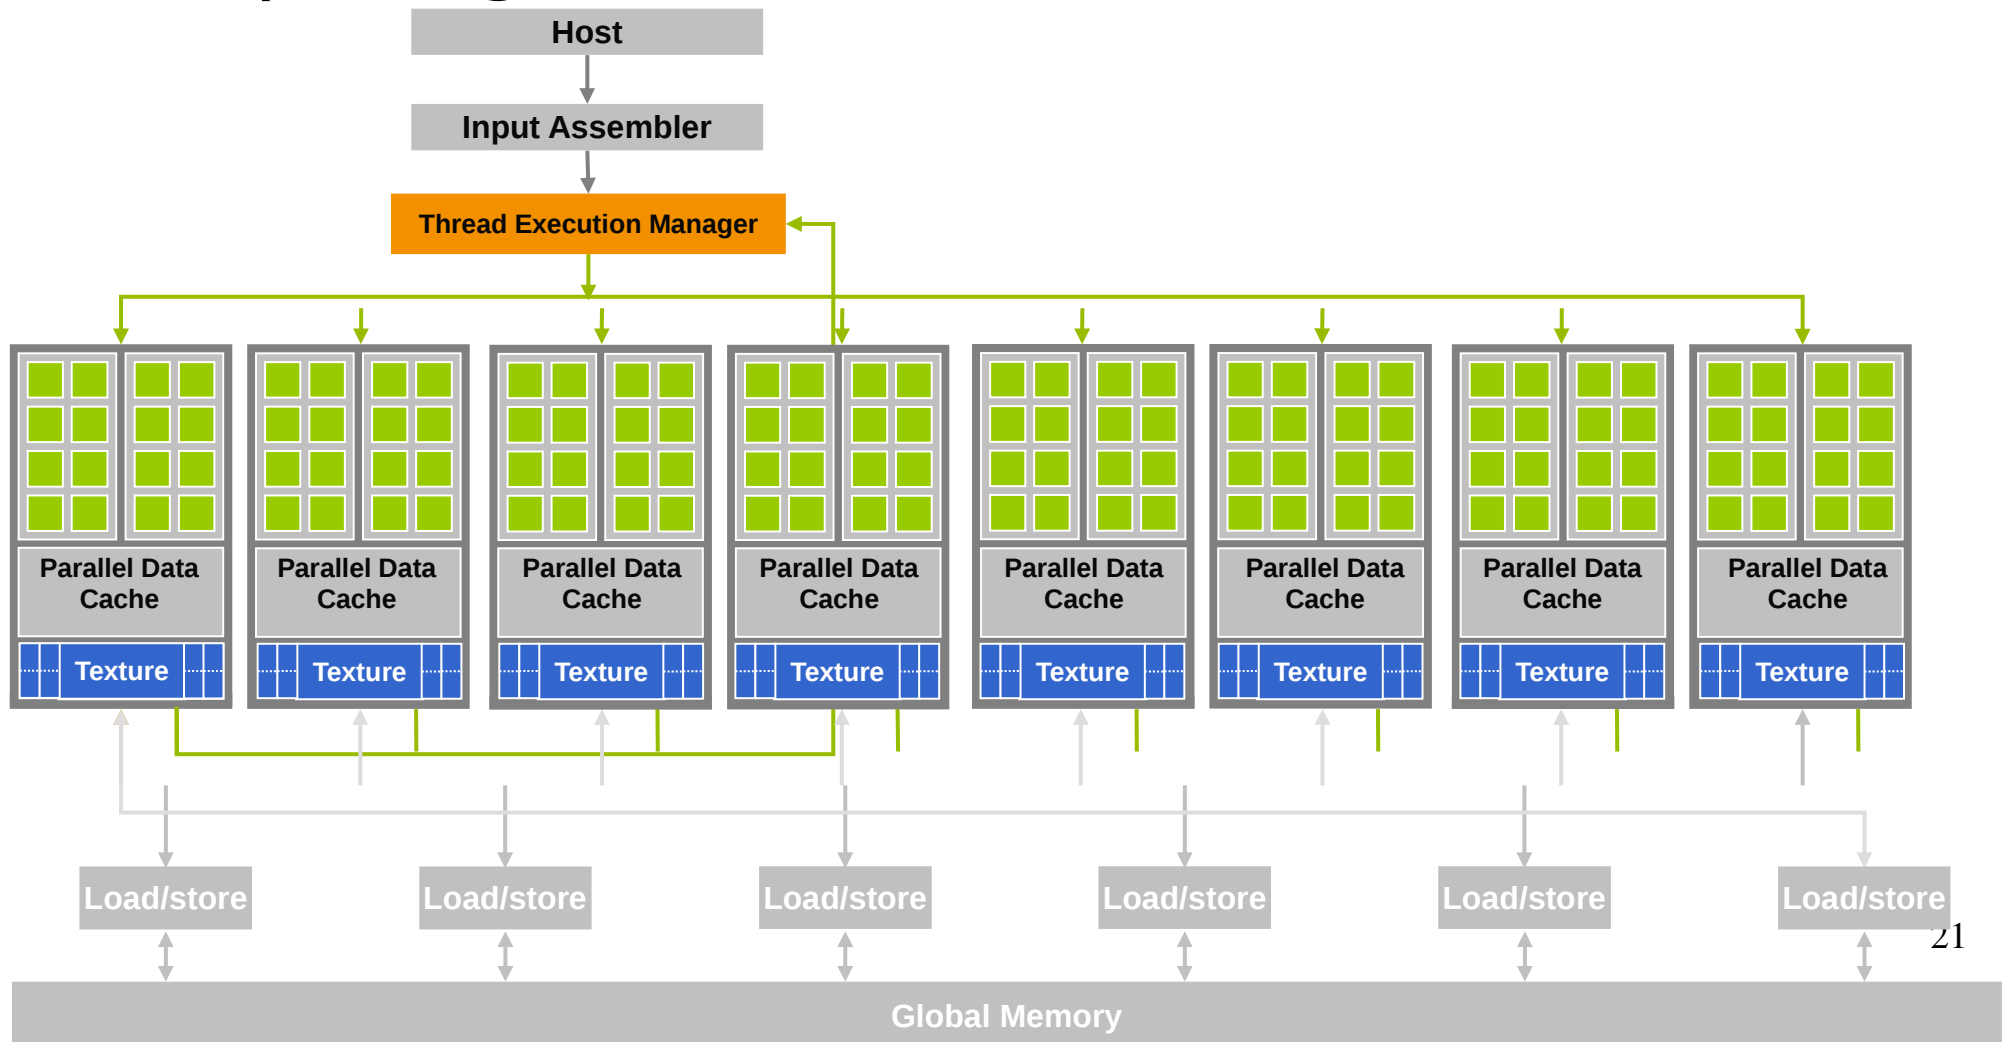 Host
Input Assembler
Thread Execution Manager
Parallel Data
Cache
Parallel Data
Cache
Parallel Data
Cache
Parallel Data
Cache
Parallel Data
Cache
Parallel Data
Cache
Parallel Data
Cache
Parallel Data
Cache
Texture
Texture
Texture
Texture
Texture
Texture
Texture
Texture
Load/store
Load/store
Load/store
Load/store
Load/store
Load/store
21
Global Memory